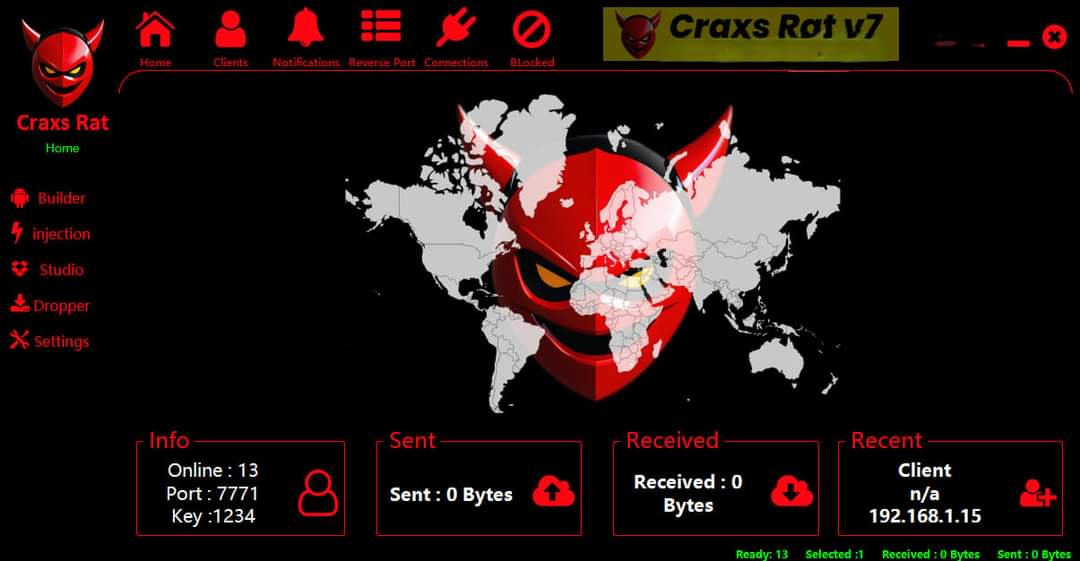 Home
Clients
Notifications
Reverse Port
Connections
BLocked
Craxs Rat v7
Craxs Rat
Home
Builder
injection
Studio
Dropper
Settings
Info
Online : 13
Port : 7771
Key :1234
Sent
Sent : 0 Bytes
Received
Received : 0
Bytes
Recent
Client
n/a
192.168.1.15
Ready: 13 Selected :1 Received : 0 Bytes Sent : 0 Bytes